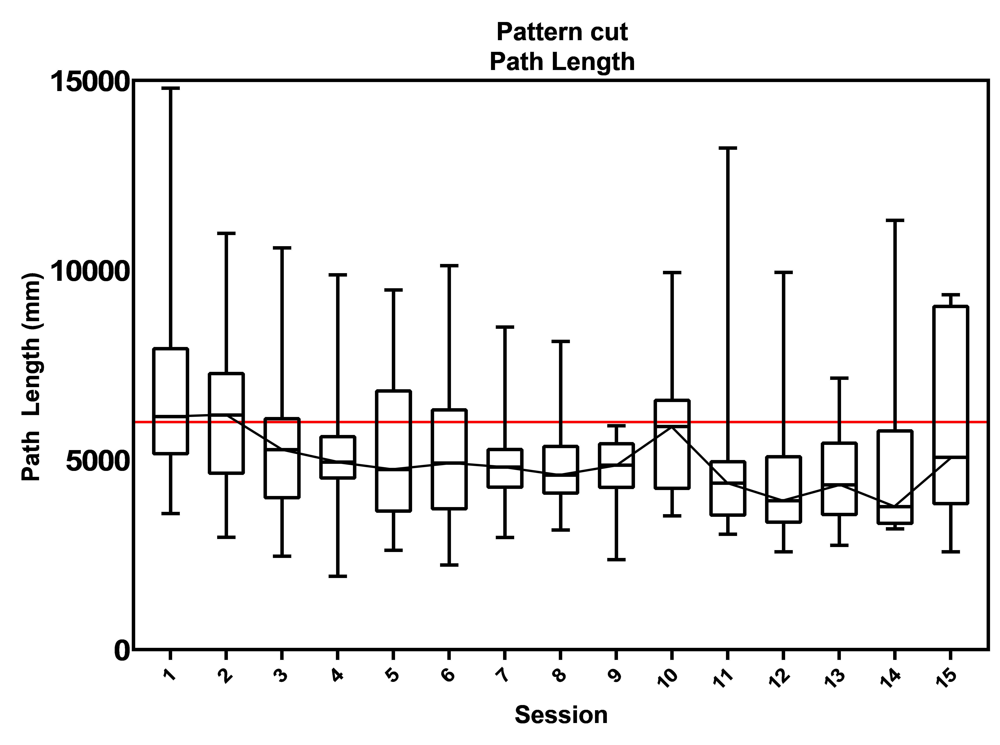 Pattern cut
Path Length
15000
10000
5000
0
Path Length (mm)
1 2 3 4 5 6 7 8 9 10 11 12 13 14 15
Session